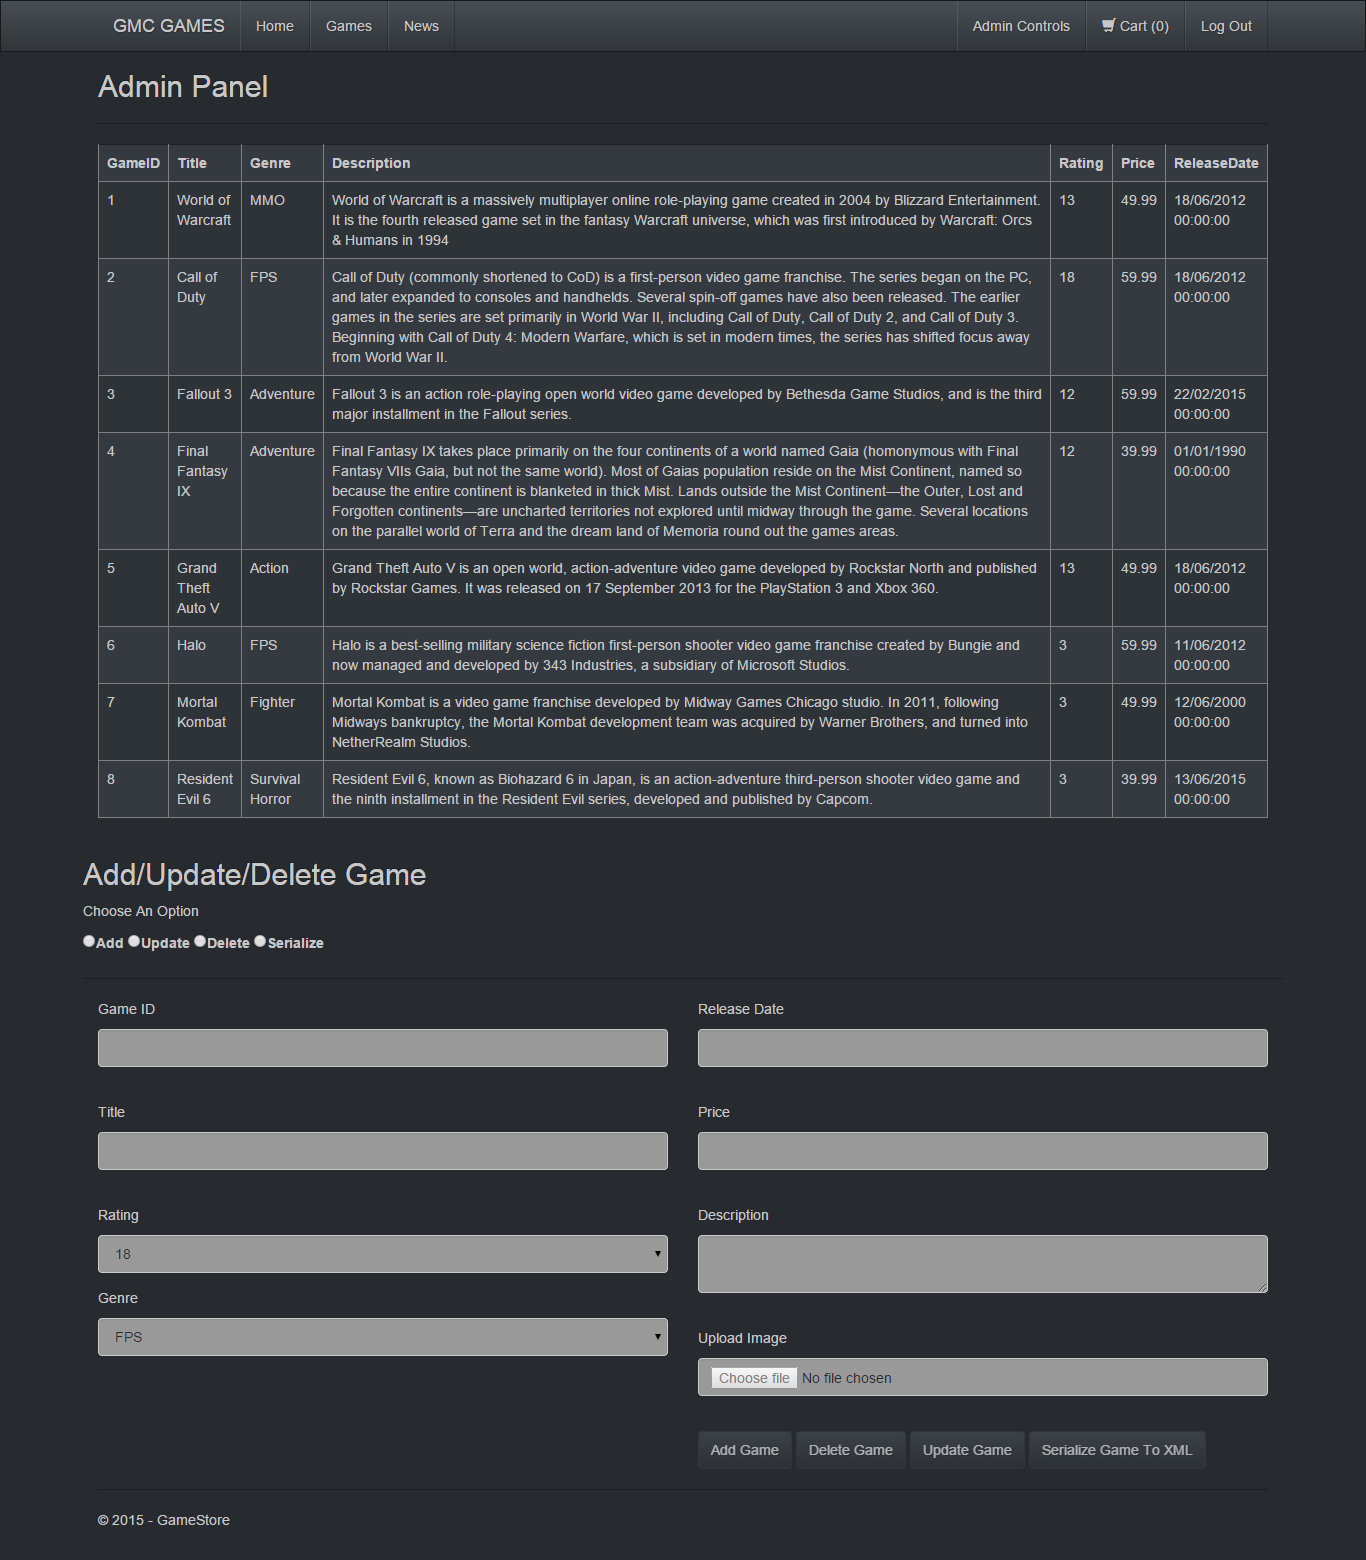 GMC GAMES Home Games News Admin Controls Cart (0) Log Out
Admin Panel
GameID Title Genre Description Rating Price ReleaseDate
1 World of Warcraft MMO World of Warcraft is a massively multiplayer online role-playing game created in 2004 by Blizzard Entertainment. 13 49.99 18/06/2012 00:00:00
It is the fourth released game set in the fantasy Warcraft universe, which was first introduced by Warcraft: Orcs
& Humans in 1994
2 Call of Duty FPS Call of Duty (commonly shortened to CoD) is a first-person video game franchise. The series began on the PC, 18 59.99 18/06/2012 00:00:00
and later expanded to consoles and handhelds. Several spin-off games have also been released. The earlier
games in the series are set primarily in World War II, including Call of Duty, Call of Duty 2, and Call of Duty 3.
Beginning with Call of Duty 4: Modern Warfare, which is set in modern times, the series has shifted focus away
from World War II.
3 Fallout 3 Adventure Fallout 3 is an action role-playing open world video game developed by Bethesda Game Studios, and is the third 12 59.99 22/02/2015 00:00:00
major installment in the Fallout series.
4 Final Fantasy IX Adventure Final Fantasy IX takes place primarily on the four continents of a world named Gaia (homonymous with Final 12 39.99 01/01/1990 00:00:00
Fantasy VIIs Gaia, but not the same world). Most of Gaias population reside on the Mist Continent, named so
because the entire continent is blanketed in thick Mist. Lands outside the Mist Continent—the Outer, Lost and
Forgotten continents—are uncharted territories not explored until midway through the game. Several locations
on the parallel world of Terra and the dream land of Memoria round out the games areas.
5 Grand Theft Auto V Action Grand Theft Auto V is an open world, action-adventure video game developed by Rockstar North and published 13 49.99 18/06/2012 00:00:00
by Rockstar Games. It was released on 17 September 2013 for the PlayStation 3 and Xbox 360.
6 Halo FPS Halo is a best-selling military science fiction first-person shooter video game franchise created by Bungie and 3 59.99 11/06/2012 00:00:00
now managed and developed by 343 Industries, a subsidiary of Microsoft Studios.
7 Mortal Kombat Fighter Mortal Kombat is a video game franchise developed by Midway Games Chicago studio. In 2011, following 3 49.99 12/06/2000 00:00:00
Midways bankruptcy, the Mortal Kombat development team was acquired by Warner Brothers, and turned into
NetherRealm Studios.
8 Resident Evil 6 Survival Horror Resident Evil 6, known as Biohazard 6 in Japan, is an action-adventure third-person shooter video game and 3 39.99 13/06/2015 00:00:00
the ninth installment in the Resident Evil series, developed and published by Capcom.
Add/Update/Delete Game
Choose An Option
Add Update Delete Serialize
Game ID
Title
Rating
18
Genre
FPS
Release Date
Price
Description
Upload Image
Choose file No file chosen
Add Game Delete Game Update Game Serialize Game To XML
© 2015 - GameStore